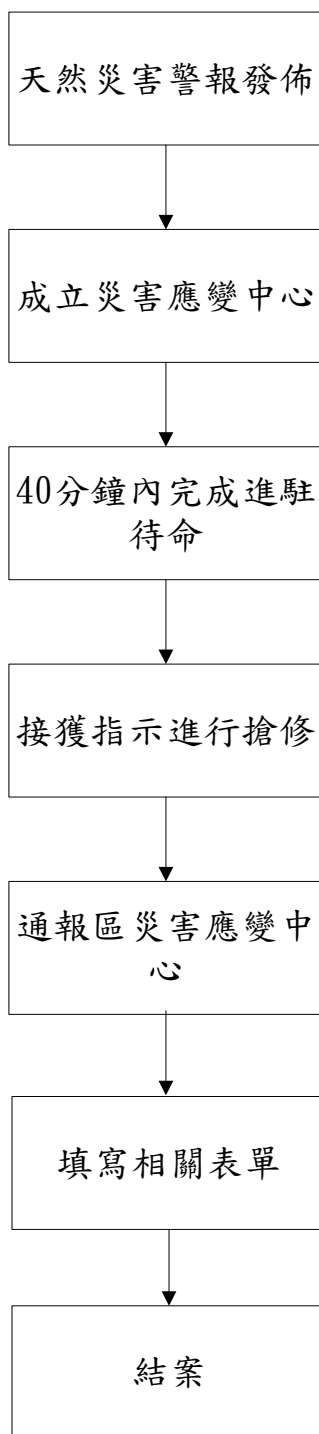 天然災害警報發佈
成立災害應變中心
40分鐘內完成進駐
待命
接獲指示進行搶修
通報區災害應變中
心
填寫相關表單
結案